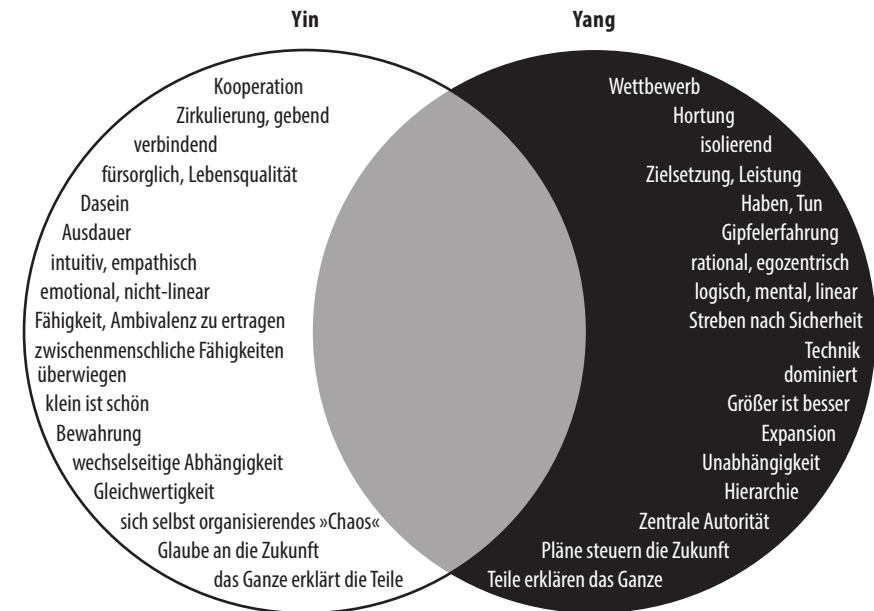 Yin
Yang
Kooperation
Wettbewerb
Zirkulierung, gebend
Hortung
verbindend
isolierend
fürsorglich, Lebensqualität
Zielsetzung, Leistung
Dasein
Haben, Tun
Ausdauer
Gipfelerfahrung
intuitiv, empathisch
rational, egozentrisch
emotional, nicht-linear
logisch, mental, linear
Fähigkeit, Ambivalenz zu ertragen
Streben nach Sicherheit
zwischenmenschliche Fähigkeiten
überwiegen
Technik
dominiert
klein ist schön
Größer ist besser
Bewahrung
Expansion
wechselseitige Abhängigkeit
Unabhängigkeit
Gleichwertigkeit
Hierarchie
sich selbst organisierendes »Chaos«
Zentrale Autorität
Glaube an die Zukunft
Pläne steuern die Zukunft
das Ganze erklärt die Teile
Teile erklären das Ganze